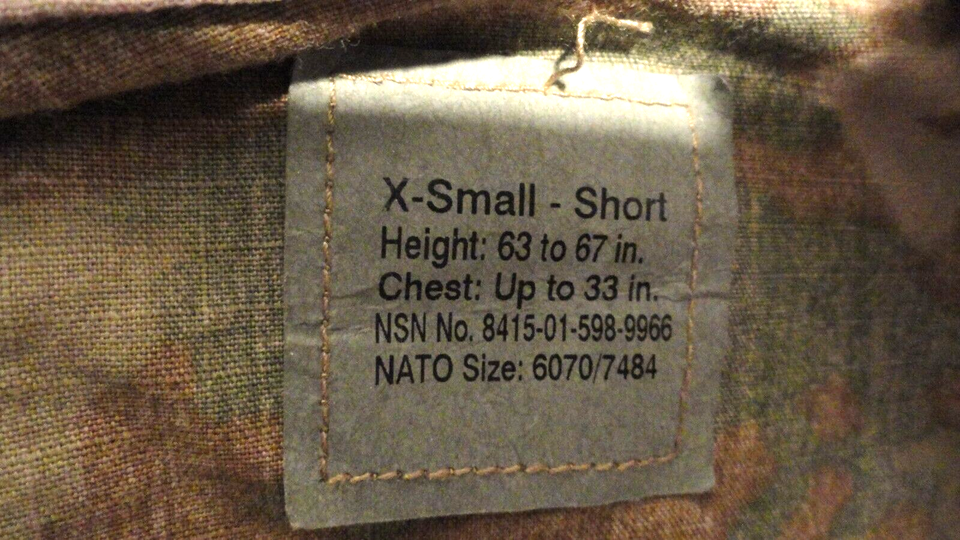 X-Small - Short
Height: 63 to 67 in.
Chest: Up to 33 in.
NSN No. 8415-01-598-9966
NATO Size: 6070/7484